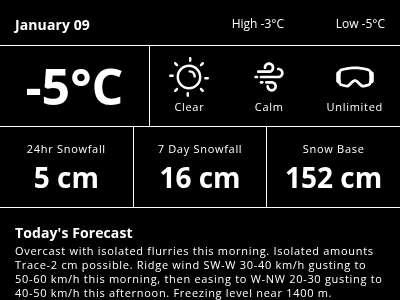 January 09 High -3°C Low -5°C
-5°C
Clear Calm Unlimited
24hr Snowfall 7 Day Snowfall Snow Base
5 cm 16 cm 152 cm
Today's Forecast
Overcast with isolated flurries this morning. Isolated amounts
Trace-2 cm possible. Ridge wind SW-W 30-40 km/h gusting to
50-60 km/h this morning, then easing to W-NW 20-30 gusting to
40-50 km/h this afternoon. Freezing level near 1400 m.